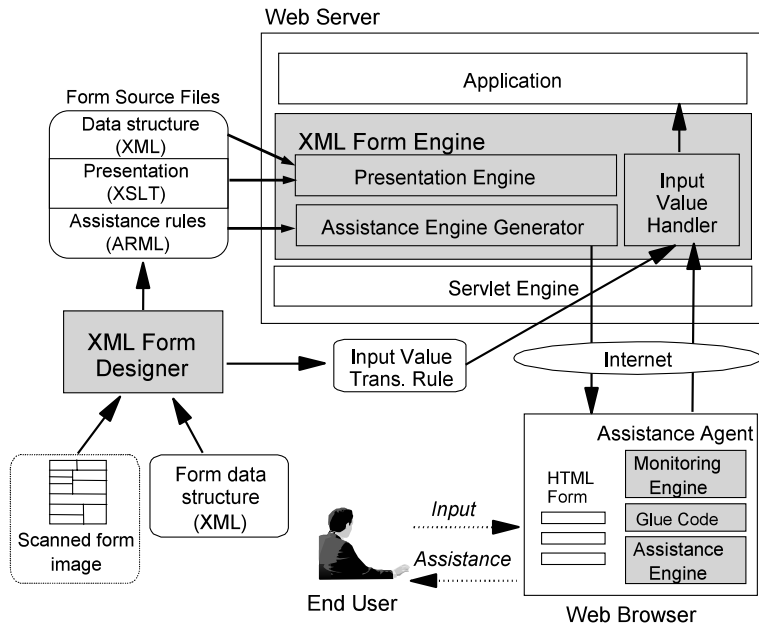 Web Server
Application
Form Source Files
Data structure
(XML)
Presentation
(XSLT)
Assistance rules
(ARML)
XML Form Engine
Presentation Engine
Assistance Engine Generator
Input
Value
Handler
Servlet Engine
XML Form
Designer
Input Value
Trans. Rule
Internet
Scanned form
image
Form data
structure
(XML)
Assistance Agent
HTML
Form
Monitoring
Engine
Glue Code
Assistance
Engine
Input
Assistance
End User
Web Browser